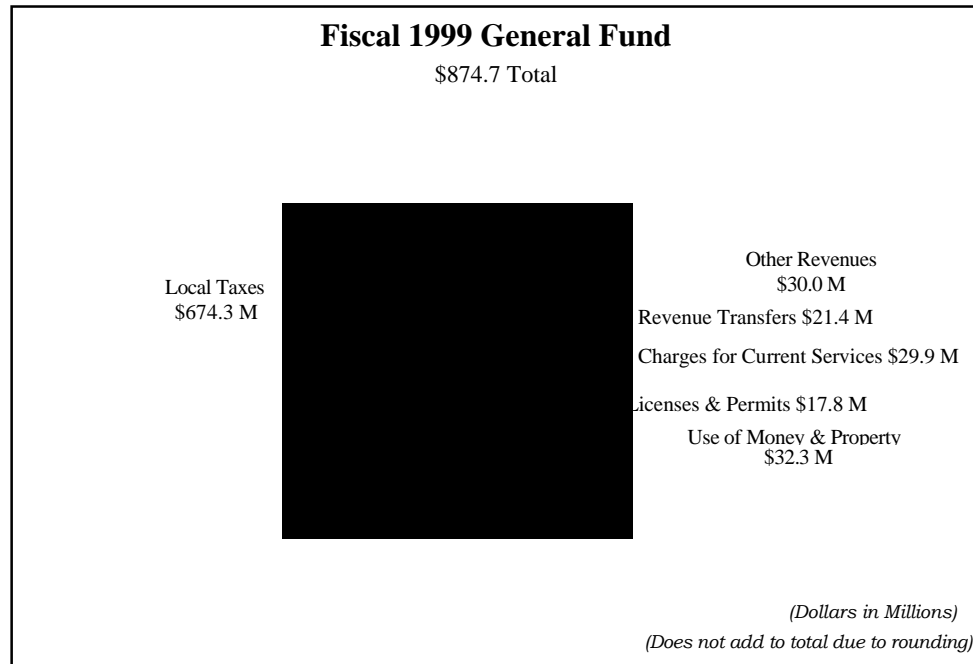 Fiscal 1999 General Fund
$874.7 Total
Local Taxes
$674.3 M
Other Revenues
$30.0 M
Revenue Transfers $21.4 M
Charges for Current Services $29.9 M
Licenses & Permits $17.8 M
Use of Money & Property
$32.3 M
(Dollars in Millions)
(Does not add to total due to rounding)